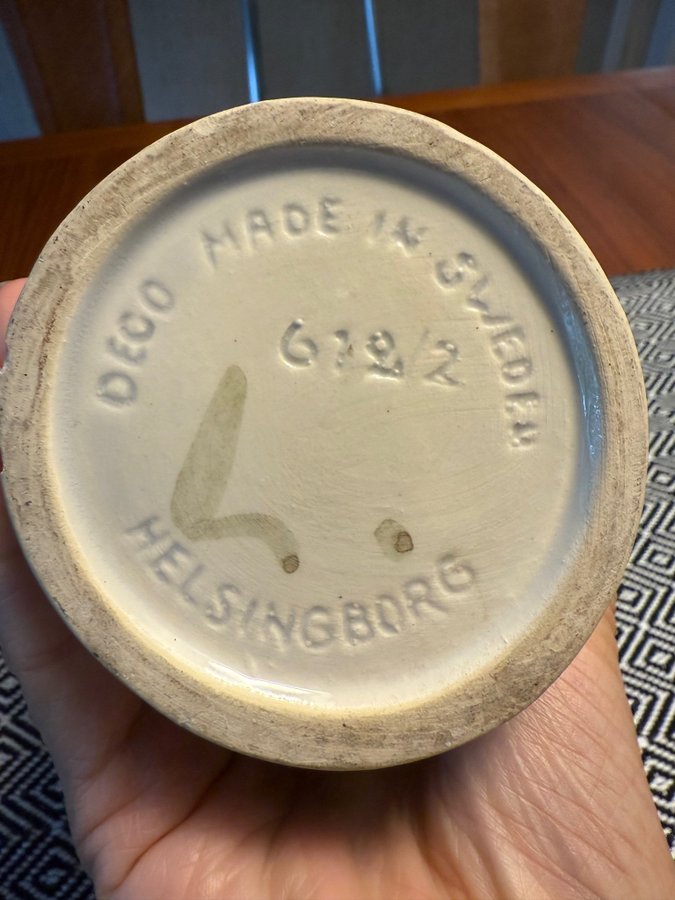 DECO MADE IN SWEDEN
612/2
L.
HELSINGBORG